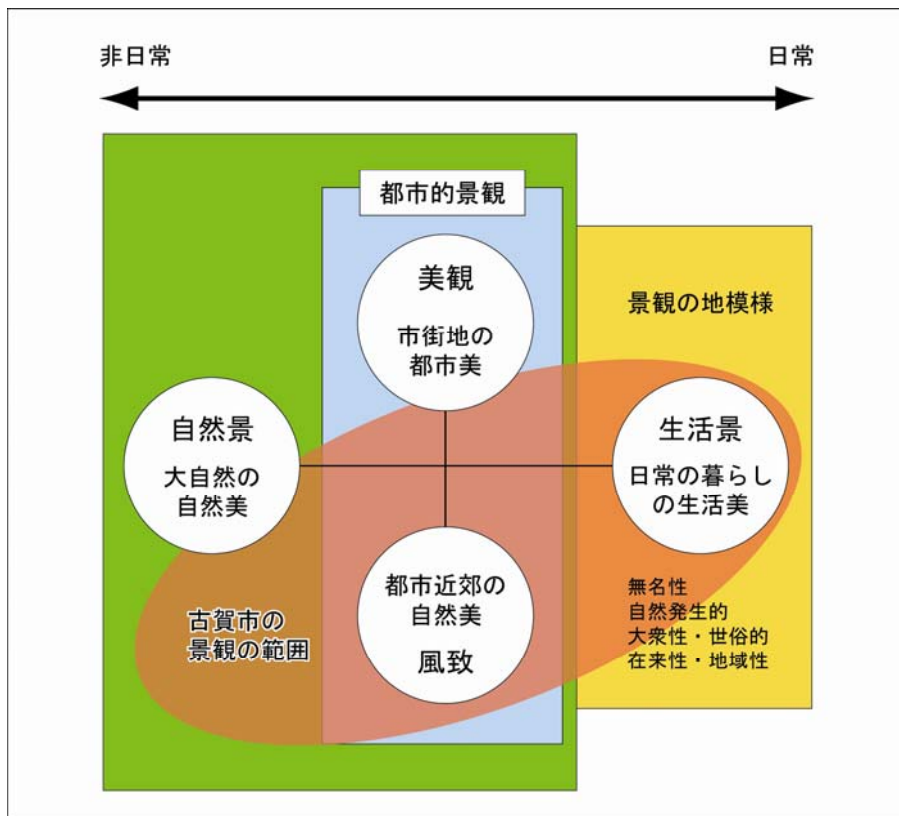 非日常
日常
都市的景観
美観
市街地の
都市美
景観の地模様
自然景
大自然の
自然美
生活景
日常の暮らし
の生活美
都市近郊の
自然美
風致
古賀市の
景観の範囲
無名性
自然発生的
大衆性・世俗的
在来性・地域性